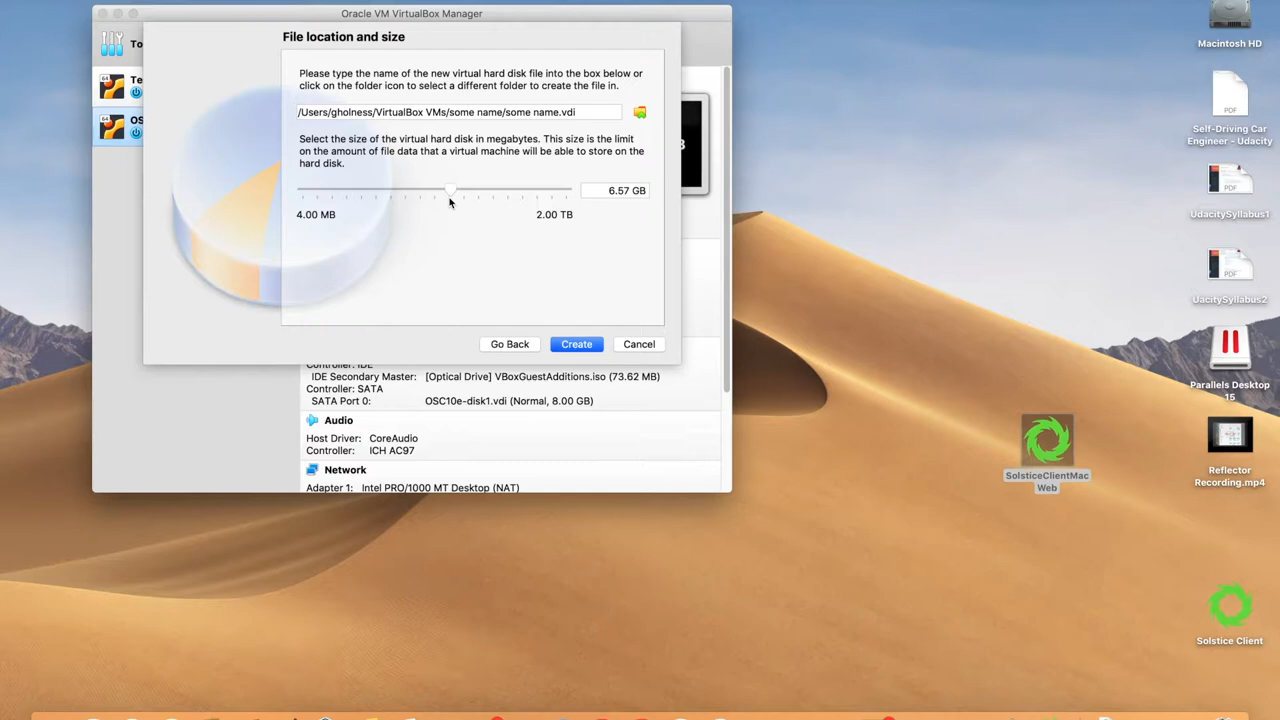 Oracle VM VirtualBox Manager
To
Te
OS
File location and size
Please type the name of the new virtual hard disk file into the box below or
click on the folder icon to select a different folder to create the file in.
/Users/gholness/VirtualBox VMs/some name/some name.vdi
Select the size of the virtual hard disk in megabytes. This size is the limit
on the amount of file data that a virtual machine will be able to store on the
hard disk.
6.57 GB
4.00 MB
2.00 TB
Go Back
Create
Cancel
IDE Secondary Master: [Optical Drive] VBoxGuestAdditions.iso (73.62 MB)
Controller: SATA
SATA Port 0: OSC10e-disk1.vdi (Normal, 8.00 GB)
Audio
Host Driver: CoreAudio
Controller: ICH AC97
Network
Adapter 1: Intel PRO/1000 MT Desktop (NAT)
Macintosh HD
PDF
Self-Driving Car
Engineer - Udacity
PDF
UdacitySyllabus1
PDF
UacitySyllabus2
Parallels Desktop
15
Reflector
Recording.mp4
SolsticeClientMac
Web
Solstice Client